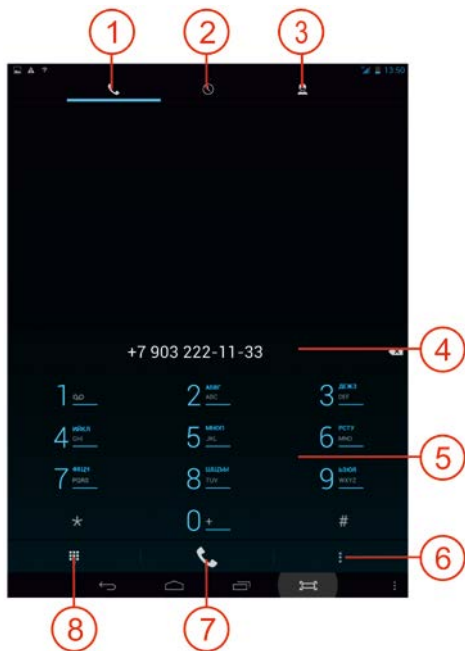 1 2 3
13:50
+7 903 222-11-33 4
АБВГ ДЕЖЗ
1 2 ABC 3 DEF
ИЙКЛ МНОП РСТУ
4 GHI 5 JKL 6 MNO
5
ФХЦЧ ШЩЪЫ ЬЭЮЯ
7 PQRS 8 TUV 9 WXYZ
* 0 + #
6
8 7